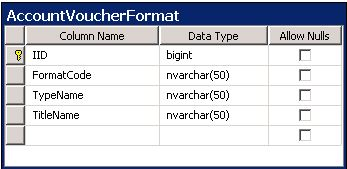 AccountVoucherFormat
Column Name Data Type Allow Nulls
IID bigint
FormatCode nvarchar(50)
TypeName nvarchar(50)
TitleName nvarchar(50)